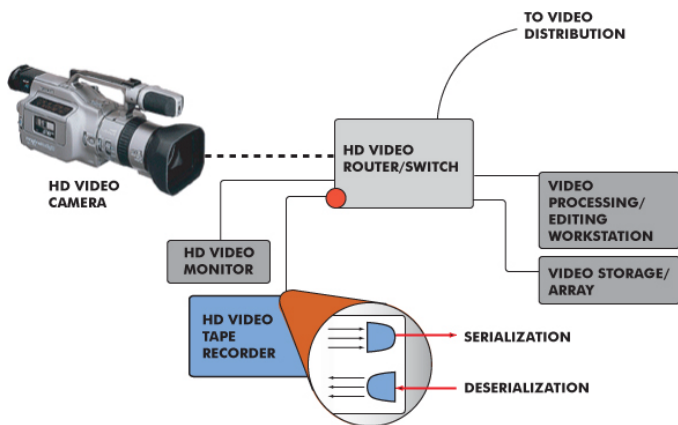 TO VIDEO
DISTRIBUTION
HD VIDEO
ROUTER/SWITCH
HD VIDEO
CAMERA
VIDEO
PROCESSING/
EDITING
WORKSTATION
HD VIDEO
MONITOR
VIDEO STORAGE/
ARRAY
HD VIDEO
TAPE
RECORDER
SERIALIZATION
DESERIALIZATION